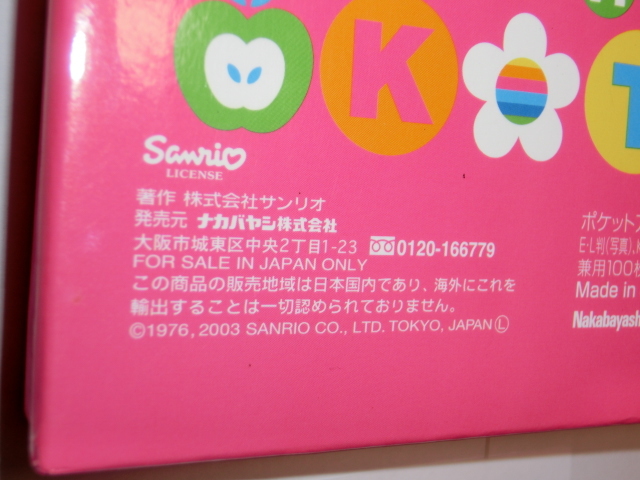 K
Sanrio
LICENSE
著作 株式会社サンリオ
発売元 ナカバヤシ株式会社
大阪市城東区中央2丁目1-23 0120-166779
FOR SALE IN JAPAN ONLY
この商品の販売地域は日本国内であり、海外にこれを
輸出することは一切認められておりません。
©1976, 2003 SANRIO CO., LTD. TOKYO, JAPAN Ⓛ
ポケット
E・L判(写真)
兼用100
Made in
Nakabayash